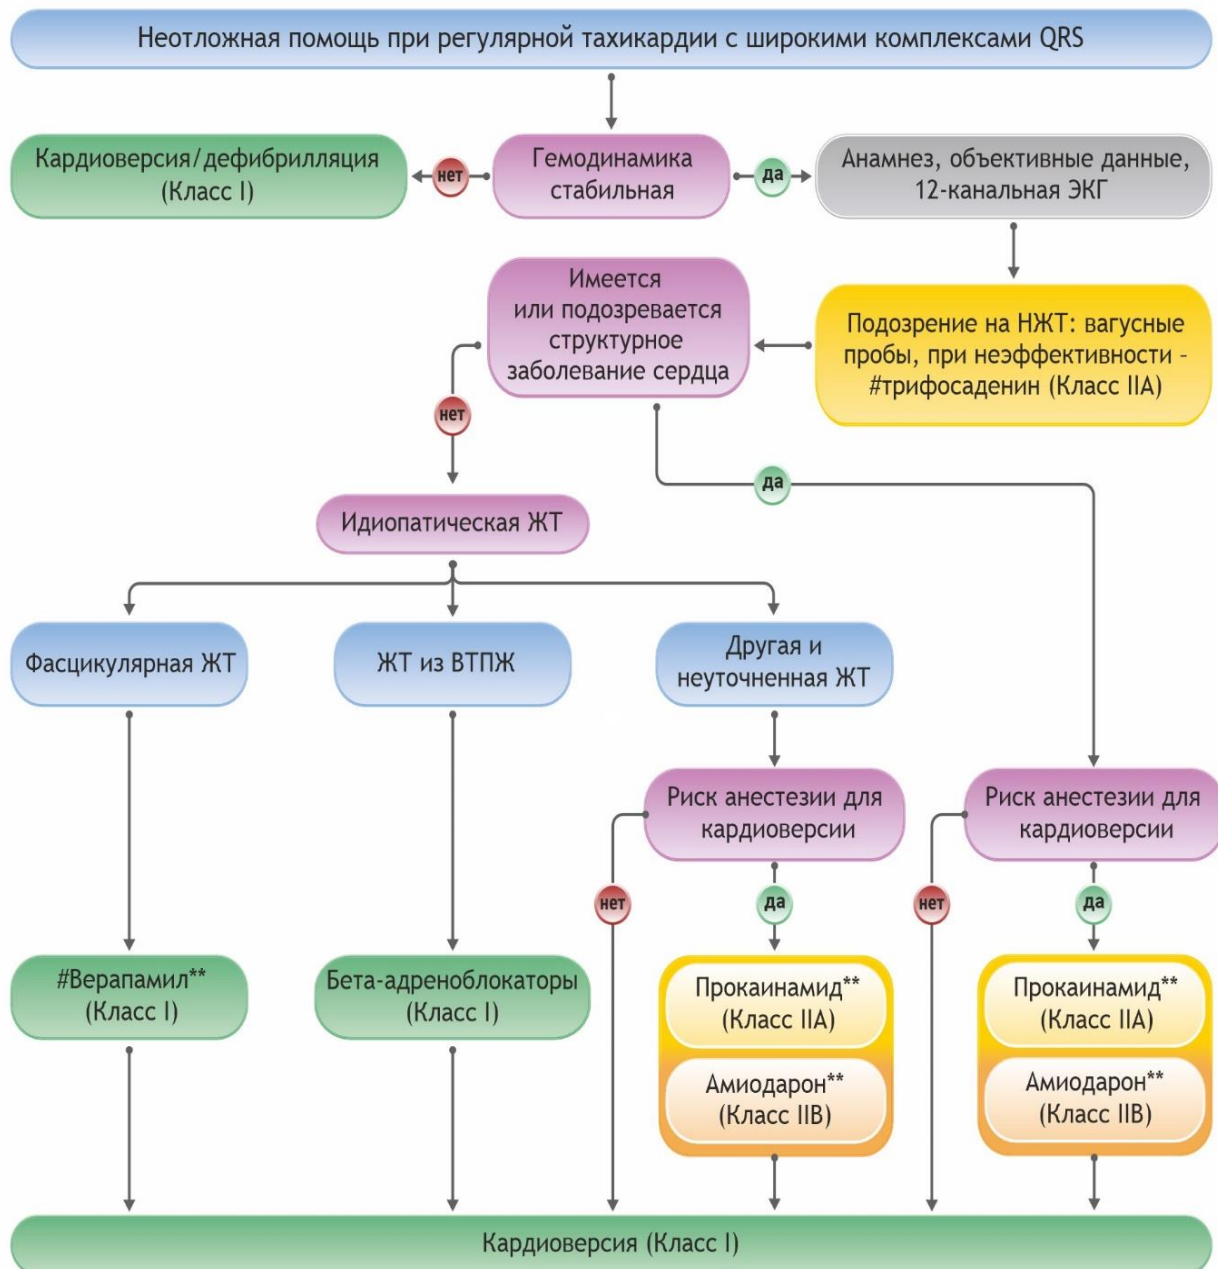 Неотложная помощь при регулярной тахикардии с широкими комплексами QRS
Кардиоверсия/дефибрилляция
(Класс I)
нет
Гемодинамика
стабильная
да
Анамнез, объективные данные,
12-канальная ЭКГ
Имеется
или подозревается
структурное
заболевание сердца
Подозрение на НЖТ: вагусные
пробы, при неэффективности -
#трифосаденин (Класс IIA)
нет
да
Идиопатическая ЖТ
Фасцикулярная ЖТ
ЖТ из ВТПЖ
Другая и
неуточненная ЖТ
Риск анестезии для
кардиоверсии
Риск анестезии для
кардиоверсии
нет
да
нет
да
#Верапамил**
(Класс I)
Бета-адреноблокаторы
(Класс I)
Прокаинамид**
(Класс IIA)
Амиодарон**
(Класс IIB)
Прокаинамид**
(Класс IIA)
Амиодарон**
(Класс IIB)
Кардиоверсия (Класс I)